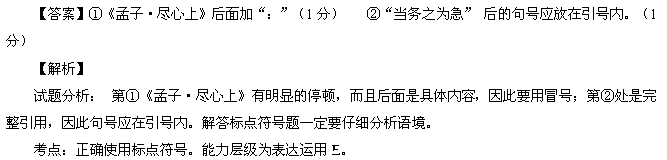 【答案】①《孟子·尽心上》后面加“：”（1 分） ②“当务之为急” 后的句号应放在引号内。（1
分）
【解析】
试题分析： 第①《孟子·尽心上》有明显的停顿，而且后面是具体内容，因此要用冒号；第②处是完
整引用，因此句号应在引号内。解答标点符号题一定要仔细分析语境。
考点：正确使用标点符号。能力层级为表达运用 E。